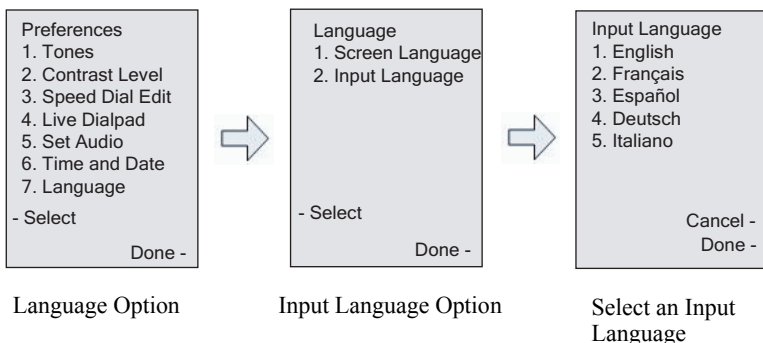 Preferences
1. Tones
2. Contrast Level
3. Speed Dial Edit
4. Live Dialpad
5. Set Audio
6. Time and Date
7. Language
- Select
Done -
Language Option
Language
1. Screen Language
2. Input Language
- Select
Done -
Input Language Option
Input Language
1. English
2. Français
3. Español
4. Deutsch
5. Italiano
Cancel -
Done -
Select an Input
Language